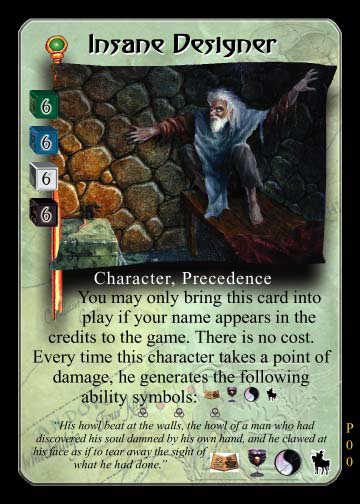 Insane Designer
6
6
6
6
Character, Precedence
You may only bring this card into
play if your name appears in the
credits to the game. There is no cost.
Every time this character takes a point of
damage, he generates the following
ability symbols:
"His howl beat at the walls, the howl of a man who had
discovered his soul damned by his own hand, and he clawed at
his face as if to tear away the sight of
what he had done."
P
0
0